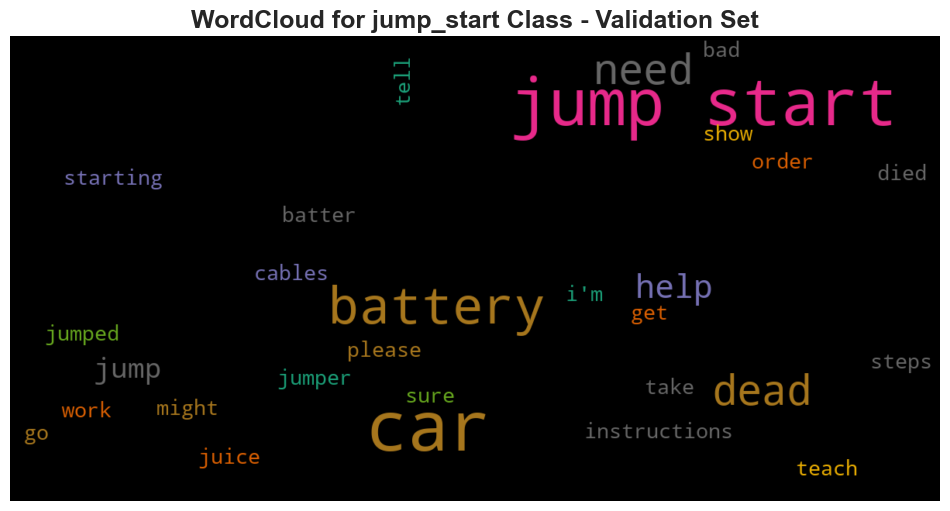 WordCloud for jump_start Class - Validation Set
bad
tell
need
jump start
show
order
died
starting
batter
cables
help
i'm
battery
get
jumped
please
steps
jump
jumper
take
dead
sure
work
might
car
go
instructions
juice
teach